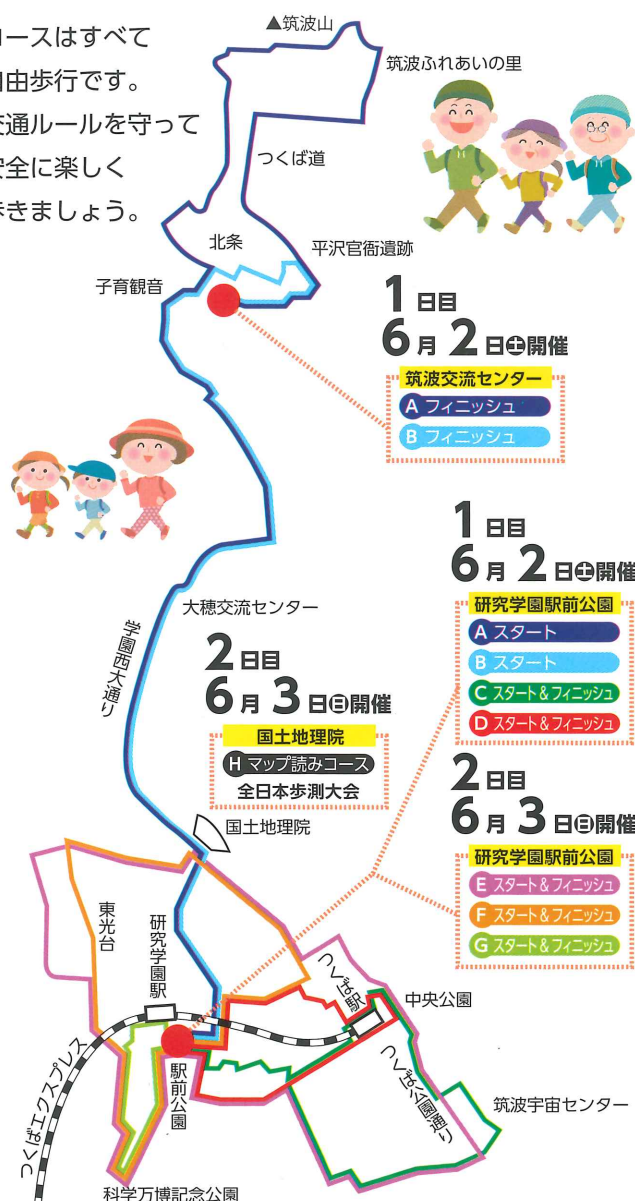 コースはすべて
自由歩行です。
交通ルールを守って
安全に楽しく
歩きましょう。
▲筑波山
筑波ふれあいの里
つくば道
北条
平沢官衙遺跡
子育観音
1日目
6月2日㊏開催
筑波交流センター
A フィニッシュ
B フィニッシュ
1日目
6月2日㊏開催
研究学園駅前公園
A スタート
B スタート
C スタート&フィニッシュ
D スタート&フィニッシュ
大穂交流センター
学園西大通り
2日目
6月3日㊐開催
国土地理院
H マップ読みコース
全日本歩測大会
国土地理院
2日目
6月3日㊐開催
研究学園駅前公園
E スタート&フィニッシュ
F スタート&フィニッシュ
G スタート&フィニッシュ
東光台
研究学園駅
つくば駅
中央公園
駅前公園
つくば公園通り
筑波宇宙センター
つくばエクスプレス
科学万博記念公園